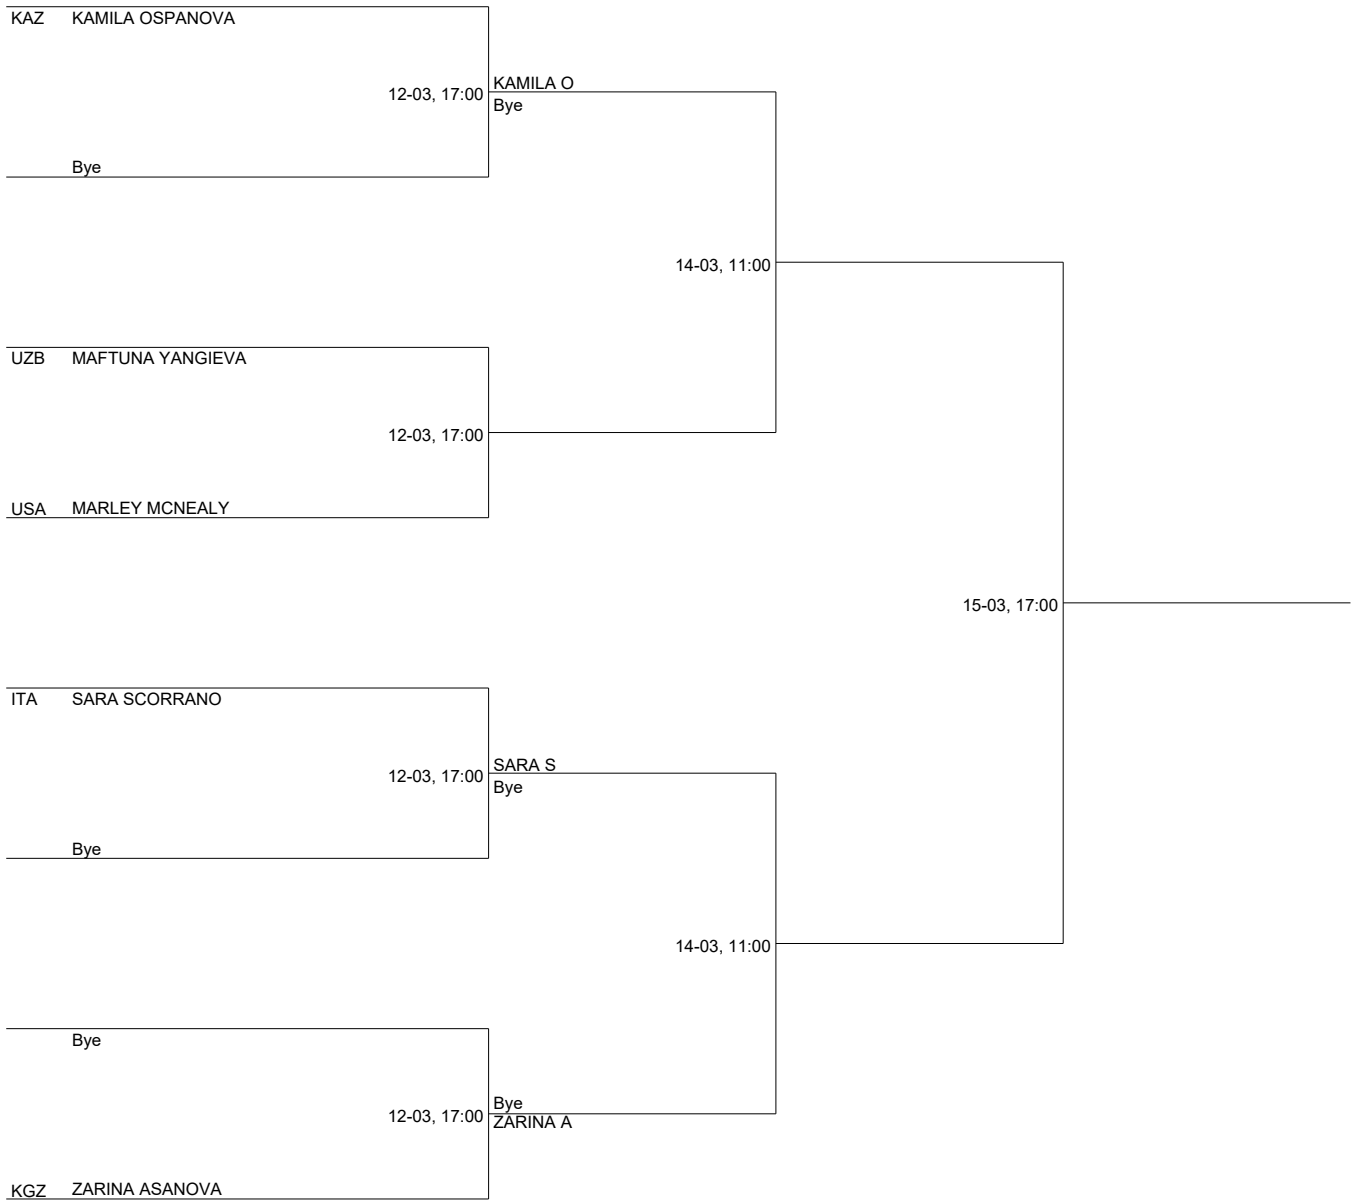 KAZ KAMILA OSPANOVA
KAMILA O
12-03, 17:00
Bye
Bye
14-03, 11:00
UZB MAFTUNA YANGIEVA
12-03, 17:00
USA MARLEY MCNEALY
15-03, 17:00
ITA SARA SCORRANO
SARA S
12-03, 17:00
Bye
Bye
14-03, 11:00
Bye
Bye
12-03, 17:00
ZARINA A
KGZ ZARINA ASANOVA